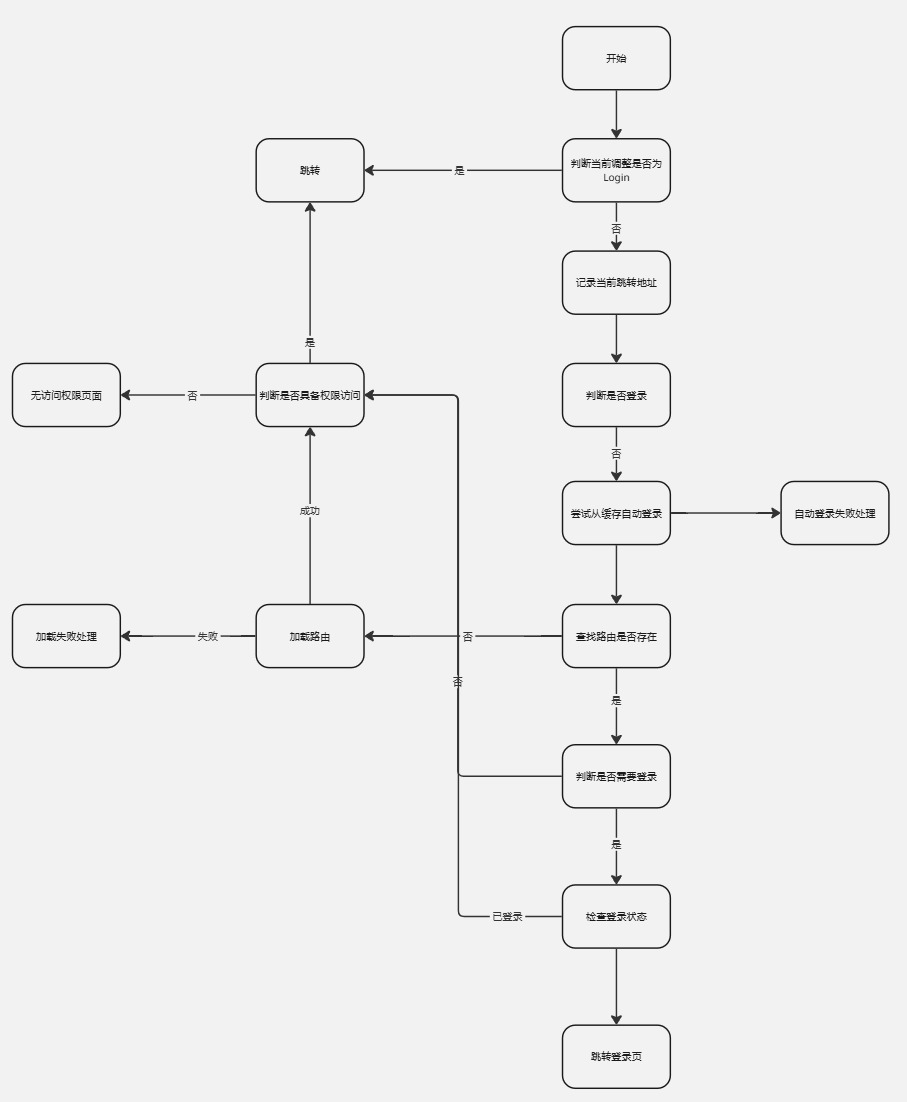 开始
判断当前调整是否为
Login
跳转
是
否
记录当前跳转地址
是
无访问权限页面
否
判断是否具备权限访问
判断是否登录
否
成功
尝试从缓存自动登录
自动登录失败处理
加载失败处理
失败
加载路由
否
查找路由是否存在
否
是
判断是否需要登录
是
已登录
检查登录状态
跳转登录页